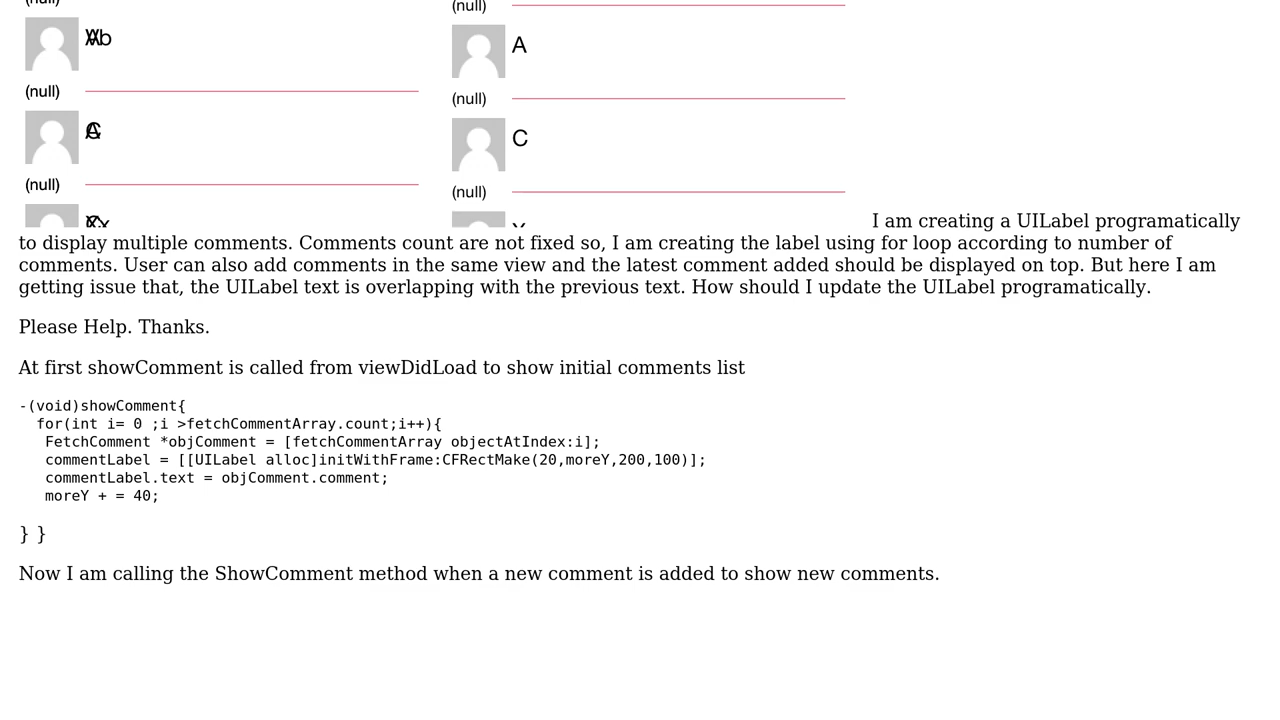 (null)
(null)
A
(null)
(null)
C
(null)
(null)
I am creating a UILabel programatically
to display multiple comments. Comments count are not fixed so, I am creating the label using for loop according to number of
comments. User can also add comments in the same view and the latest comment added should be displayed on top. But here I am
getting issue that, the UILabel text is overlapping with the previous text. How should I update the UILabel programatically.
Please Help. Thanks.
At first showComment is called from viewDidLoad to show initial comments list
-(void)showComment{
for(int i= 0 ;i >fetchCommentArray.count;i++){
FetchComment *objComment = [fetchCommentArray objectAtIndex:i];
commentLabel = [[UILabel alloc]initWithFrame:CFRectMake(20,moreY,200,100)];
commentLabel.text = objComment.comment;
moreY + = 40;
} }
Now I am calling the ShowComment method when a new comment is added to show new comments.